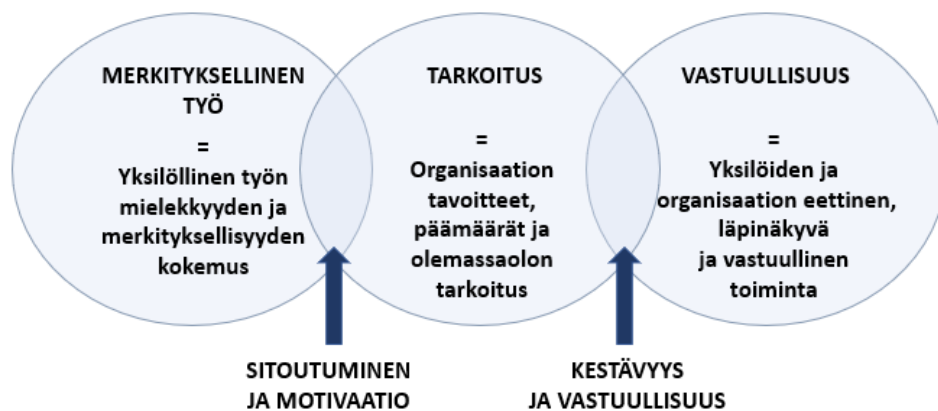 MERKITYKSELLINEN
TYÖ
=
Yksilöllinen työn
mielekkyyden ja
merkityksellisyyden
kokemus
TARKOITUS
=
Organisaation
tavoitteet,
päämäärät ja
olemassaolon
tarkoitus
VASTUULLISUUS
=
Yksilöiden ja
organisaation eettinen,
läpinäkyvä
ja vastuullinen
toiminta
SITOUTUMINEN
JA MOTIVAATIO
KESTÄVYYS
JA VASTUULLISUUS